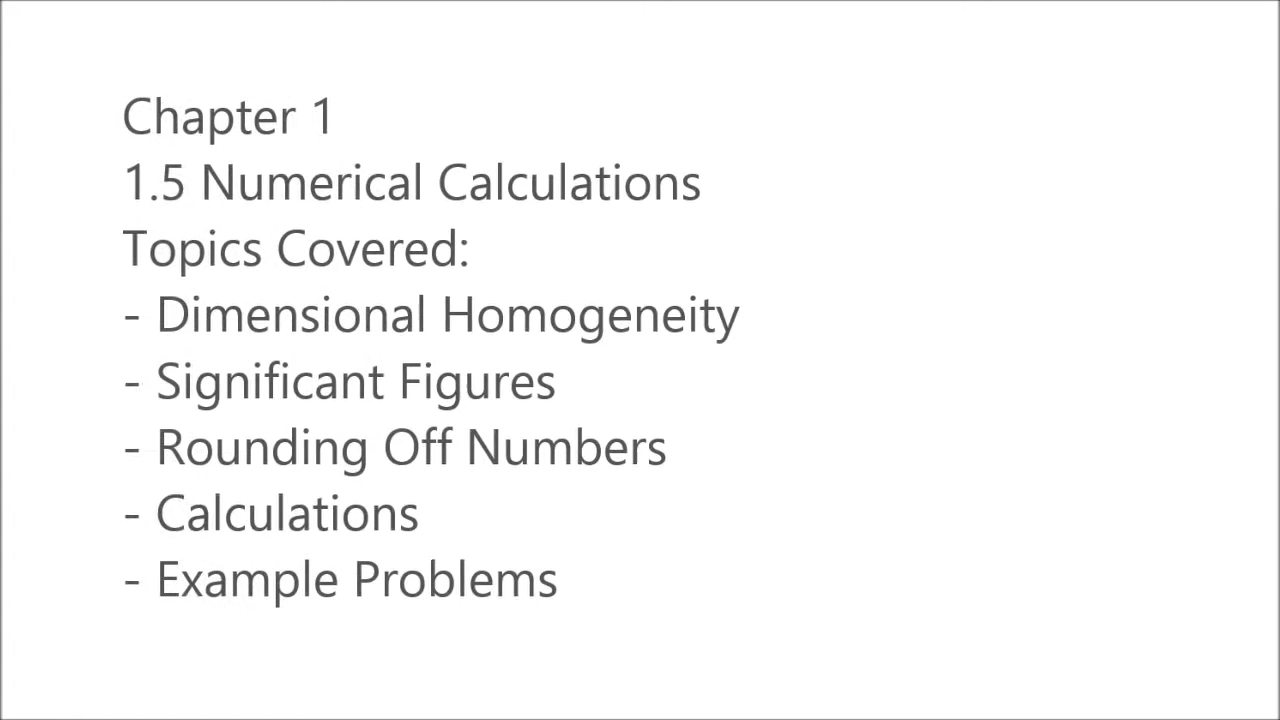 Chapter 1
1.5 Numerical Calculations
Topics Covered:
- Dimensional Homogeneity
- Significant Figures
- Rounding Off Numbers
- Calculations
- Example Problems